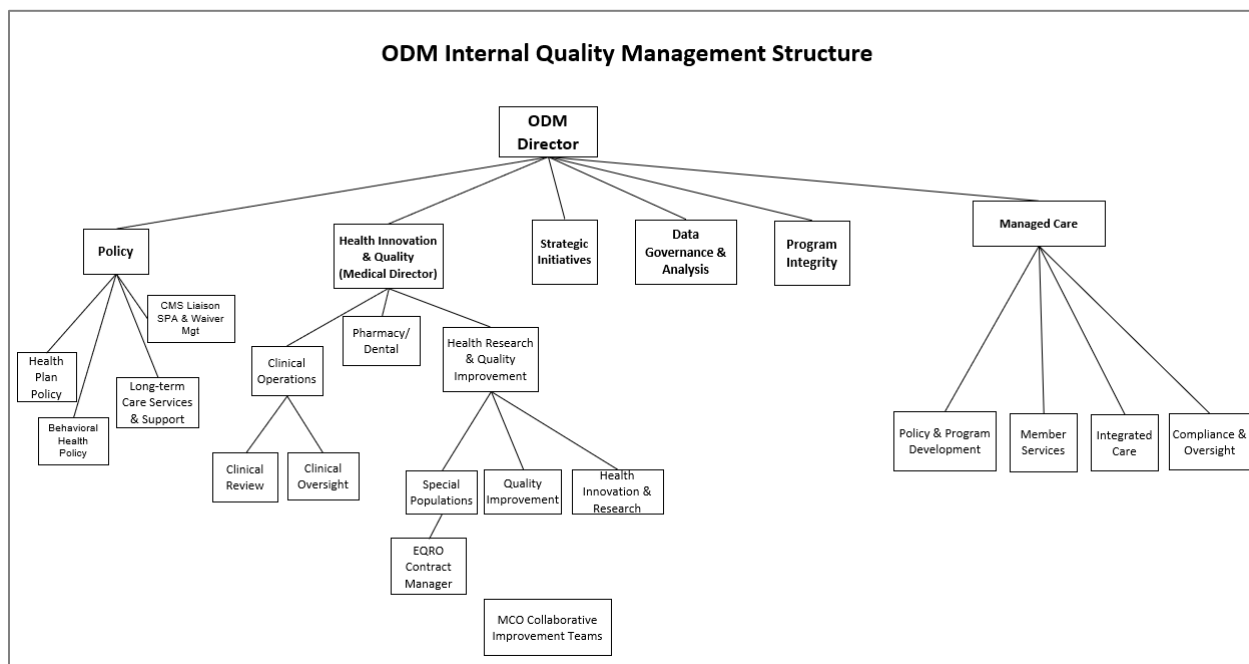 ODM Internal Quality Management Structure
ODM
Director
Policy
Health Innovation
& Quality
(Medical Director)
Strategic
Initiatives
Data
Governance &
Analysis
Program
Integrity
Managed Care
CMS Liaison
SPA & Waiver
Mgt
Health
Plan
Policy
Behavioral
Health
Policy
Long-term
Care Services
& Support
Clinical
Operations
Pharmacy/
Dental
Health Research
& Quality
Improvement
Clinical
Review
Clinical
Oversight
Special
Populations
Quality
Improvement
Health
Innovation &
Research
EQRO
Contract
Manager
MCO Collaborative
Improvement Teams
Policy & Program
Development
Member
Services
Integrated
Care
Compliance &
Oversight